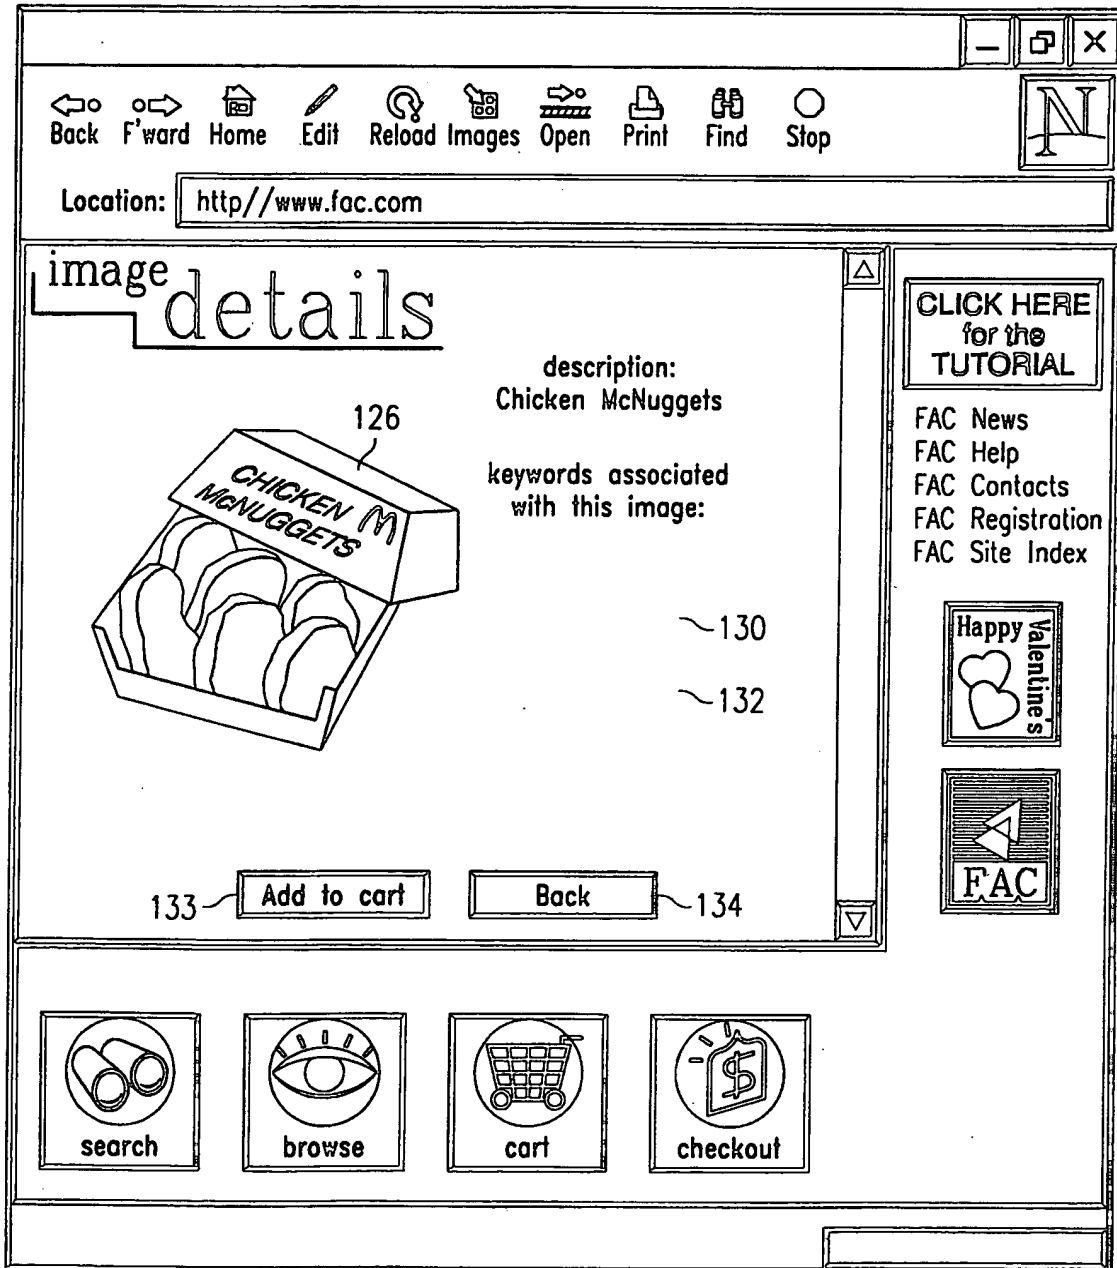 Back F'ward Home Edit Reload Images Open Print Find Stop
N
Location: http//www.fac.com
image
details
description:
Chicken McNuggets
126
CHICKEN
McNUGGETS M
keywords associated
with this image:
130
132
133 Add to cart Back 134
CLICK HERE
for the
TUTORIAL
FAC News
FAC Help
FAC Contacts
FAC Registration
FAC Site Index
Happy
Valentine's
FAC
search browse cart checkout
$